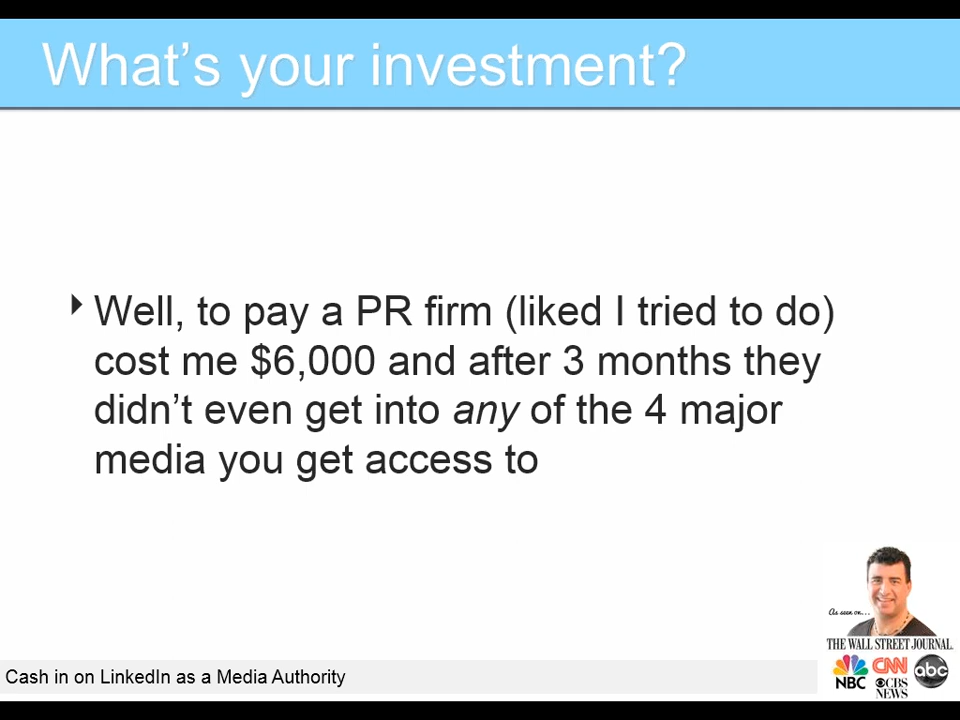 What’s your investment?
Well, to pay a PR firm (liked I tried to do)
cost me $6,000 and after 3 months they
didn’t even get into any of the 4 major
media you get access to
As seen on...
THE WALL STREET JOURNAL.
NBC
CNN
CBS
NEWS
abc
Cash in on LinkedIn as a Media Authority